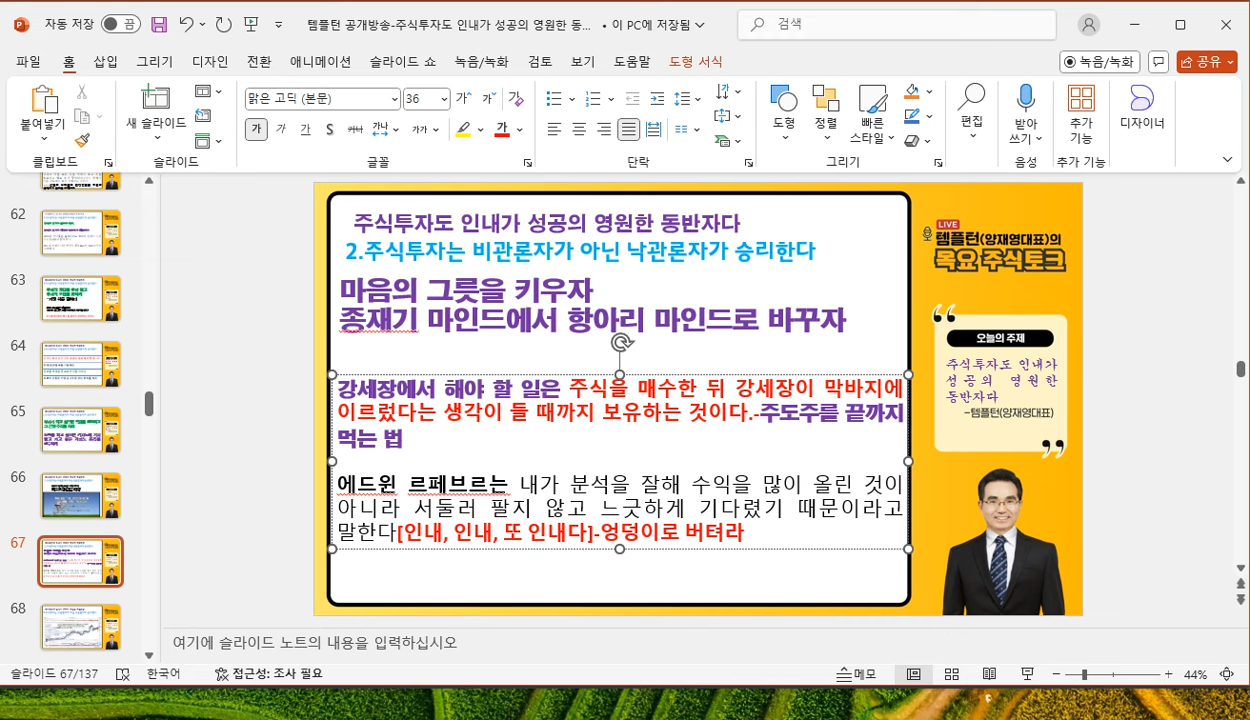 자동 저장 끔 템플턴 공개방송-주식투자도 인내가 성공의 영원한 동... • 이 PC에 저장됨 검색
파일 홈 삽입 그리기 디자인 전환 애니메이션 슬라이드 쇼 녹음/녹화 검토 보기 도움말 도형 서식 녹음/녹화 공유
붙여넣기 새 슬라이드 맑은 고딕 (본문) 36 도형 정렬 빠른 스타일 편집 받아쓰기 추가 기능 디자이너
클립보드 슬라이드 글꼴 단락 그리기 음성 추가 기능
62
63
64
65
66
67
68
주식투자도 인내가 성공의 영원한 동반자다
2.주식투자는 비관론자가 아닌 낙관론자가 승리한다
마음의 그릇을 키우자
종재기 마인드에서 항아리 마인드로 바꾸자
강세장에서 해야 할 일은 주식을 매수한 뒤 강세장이 막바지에
이르렀다는 생각이 들 때까지 보유하는 것이다.-주도주를 끝까지
먹는 법
에드윈 르페브르는 내가 분석을 잘해 수익을 많이 올린 것이
아니라 서둘러 팔지 않고 느긋하게 기다렸기 때문이라고
말한다[인내, 인내, 또 인내다]-엉덩이로 버텨라
LIVE
템플턴(양재영대표)의
목요 주식토크
오늘의 주제
주식투자도 인내가
성공의 영원한
동반자다
-템플턴(양재영대표)
여기에 슬라이드 노트의 내용을 입력하십시오
슬라이드 67/137 한국어 접근성: 조사 필요 메모 44%